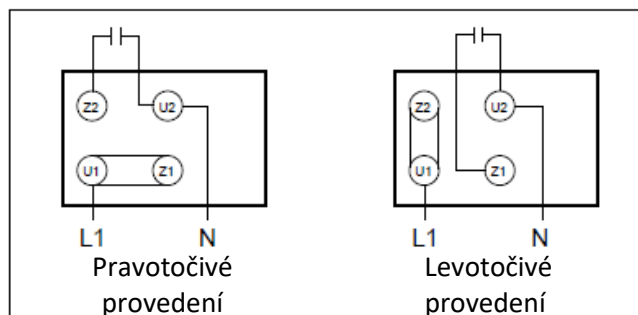 Z2 U2
U1 Z1
L1 N
Pravotočivé
provedení
Z2 U2
U1 Z1
L1 N
Levotočivé
provedení